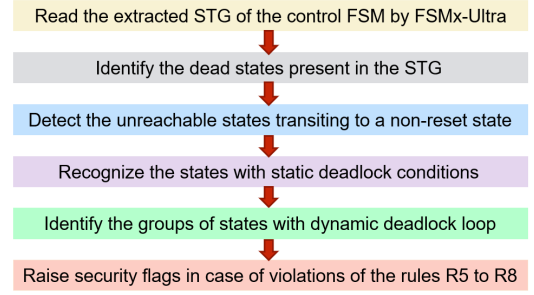 Read the extracted STG of the control FSM by FSMx-Ultra
Identify the dead states present in the STG
Detect the unreachable states transiting to a non-reset state
Recognize the states with static deadlock conditions
Identify the groups of states with dynamic deadlock loop
Raise security flags in case of violations of the rules R5 to R8